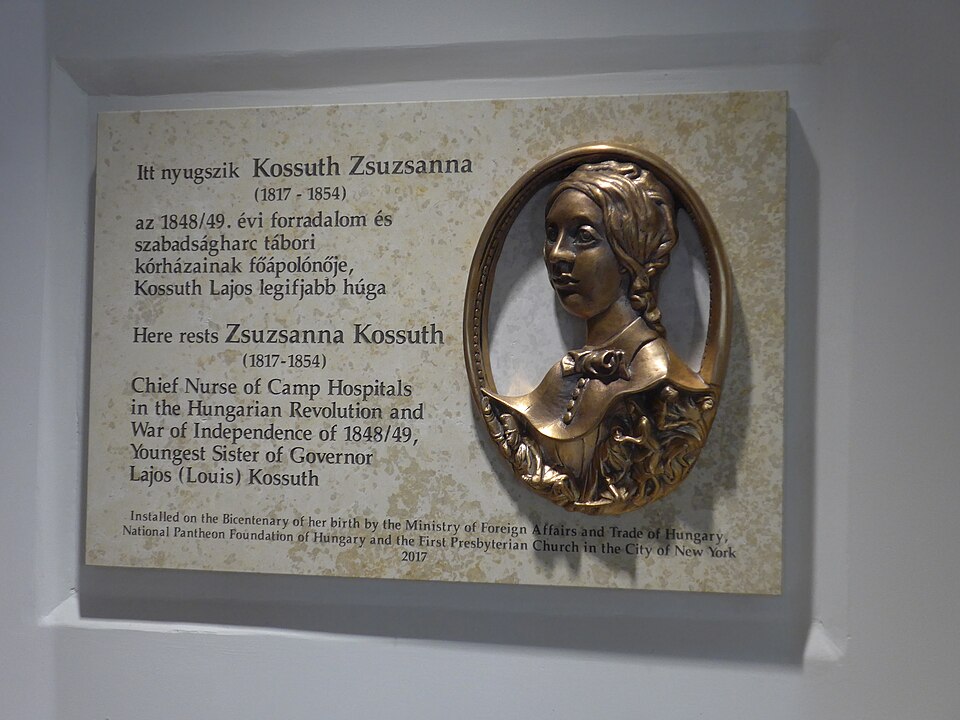 Itt nyugszik Kossuth Zsuzsanna
(1817 - 1854)
az 1848/49. évi forradalom és
szabadságharc tábori
kórházainak főápolónője,
Kossuth Lajos legifjabb húga
Here rests Zsuzsanna Kossuth
(1817-1854)
Chief Nurse of Camp Hospitals
in the Hungarian Revolution and
War of Independence of 1848/49,
Youngest Sister of Governor
Lajos (Louis) Kossuth
Installed on the Bicentenary of her birth by the Ministry of Foreign Affairs and Trade of Hungary,
National Pantheon Foundation of Hungary and the First Presbyterian Church in the City of New York
2017